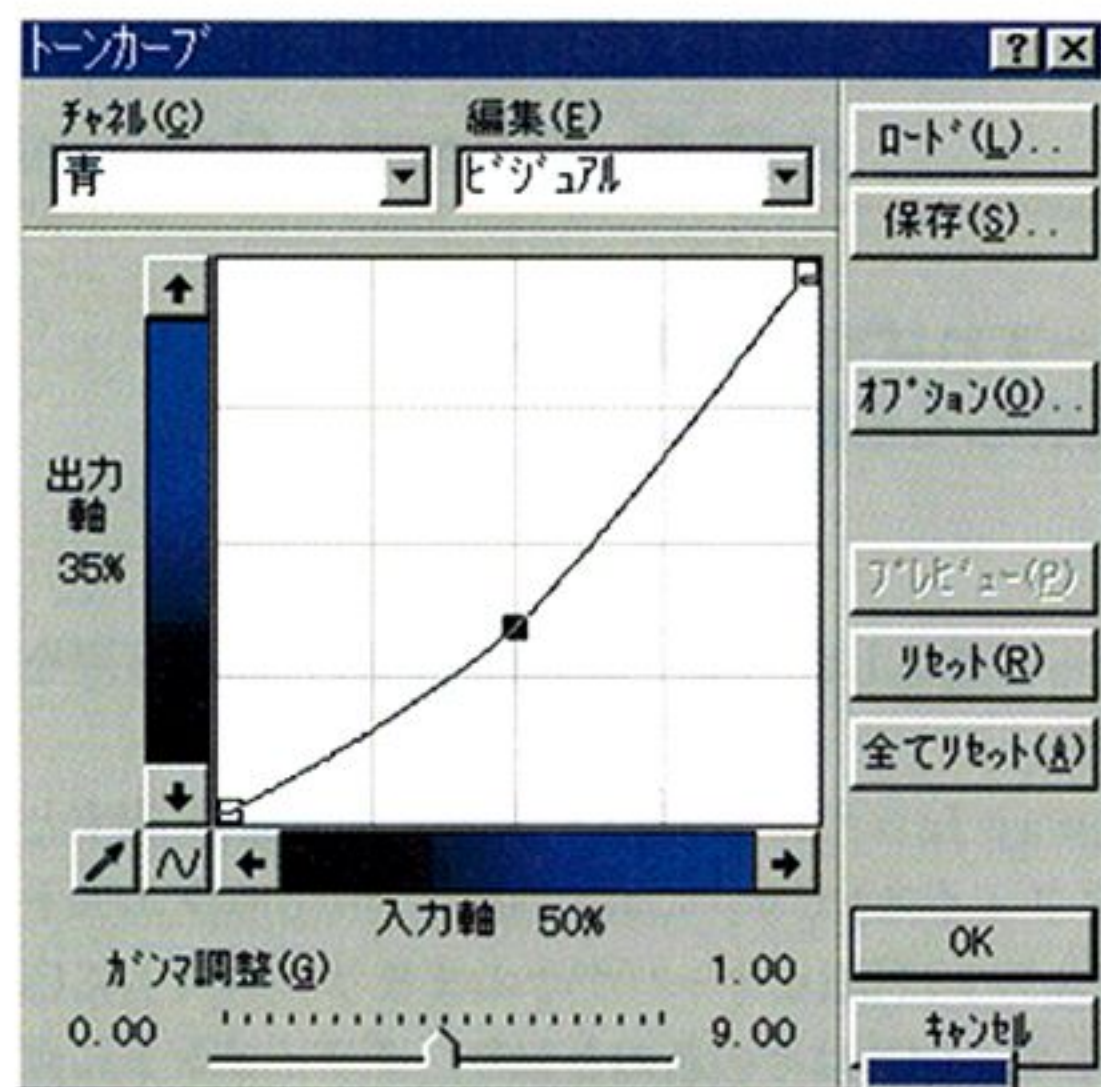 トーンカーブ
チャネル(C)
編集(E)
青
ビジュアル
ロード(L)..
保存(S)..
オプション(O)..
出力
軸
35%
プレビュー(P)
リセット(R)
全てリセット(A)
入力軸 50%
ガンマ調整(G)
1.00
0.00
9.00
OK
キャンセル